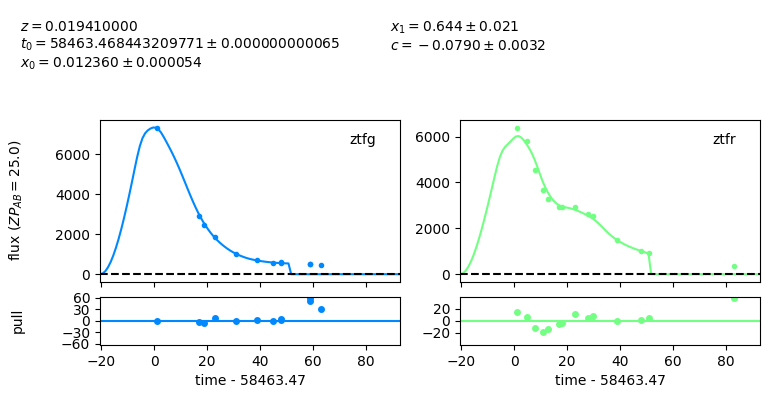 z = 0.019410000
t₀ = 58463.468443209771 ± 0.000000000065
x₀ = 0.012360 ± 0.000054
x₁ = 0.644 ± 0.021
c = −0.0790 ± 0.0032
flux (ZP_AB = 25.0)
ztfg
6000
4000
2000
0
ztfr
6000
4000
2000
0
pull
60
30
0
−30
−60
−20 0 20 40 60 80
time - 58463.47
20
0
−20
−20 0 20 40 60 80
time - 58463.47